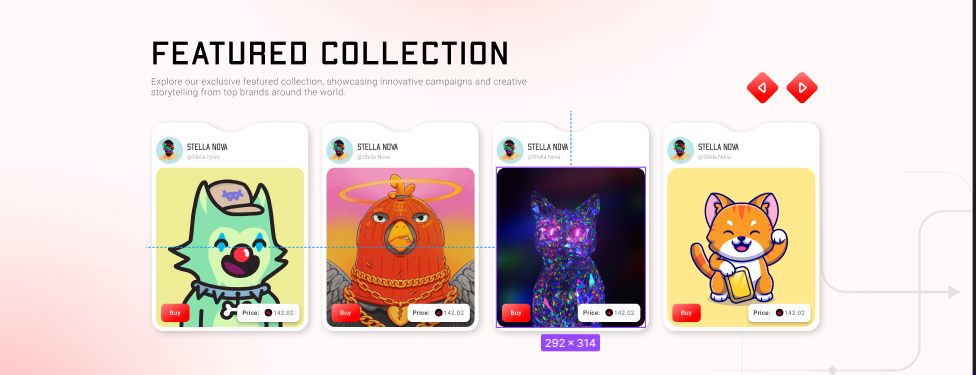 FEATURED COLLECTION
Explore our exclusive featured collection, showcasing innovative campaigns and creative
storytelling from top brands around the world.
STELLA NOVA
@Stella Nova
STELLA NOVA
@Stella Nova
STELLA NOVA
@Stella Nova
STELLA NOVA
@Stella Nova
Buy
Price: 142.02
Buy
Price: 142.02
Buy
Price: 142.02
Buy
Price: 142.02
292 × 314